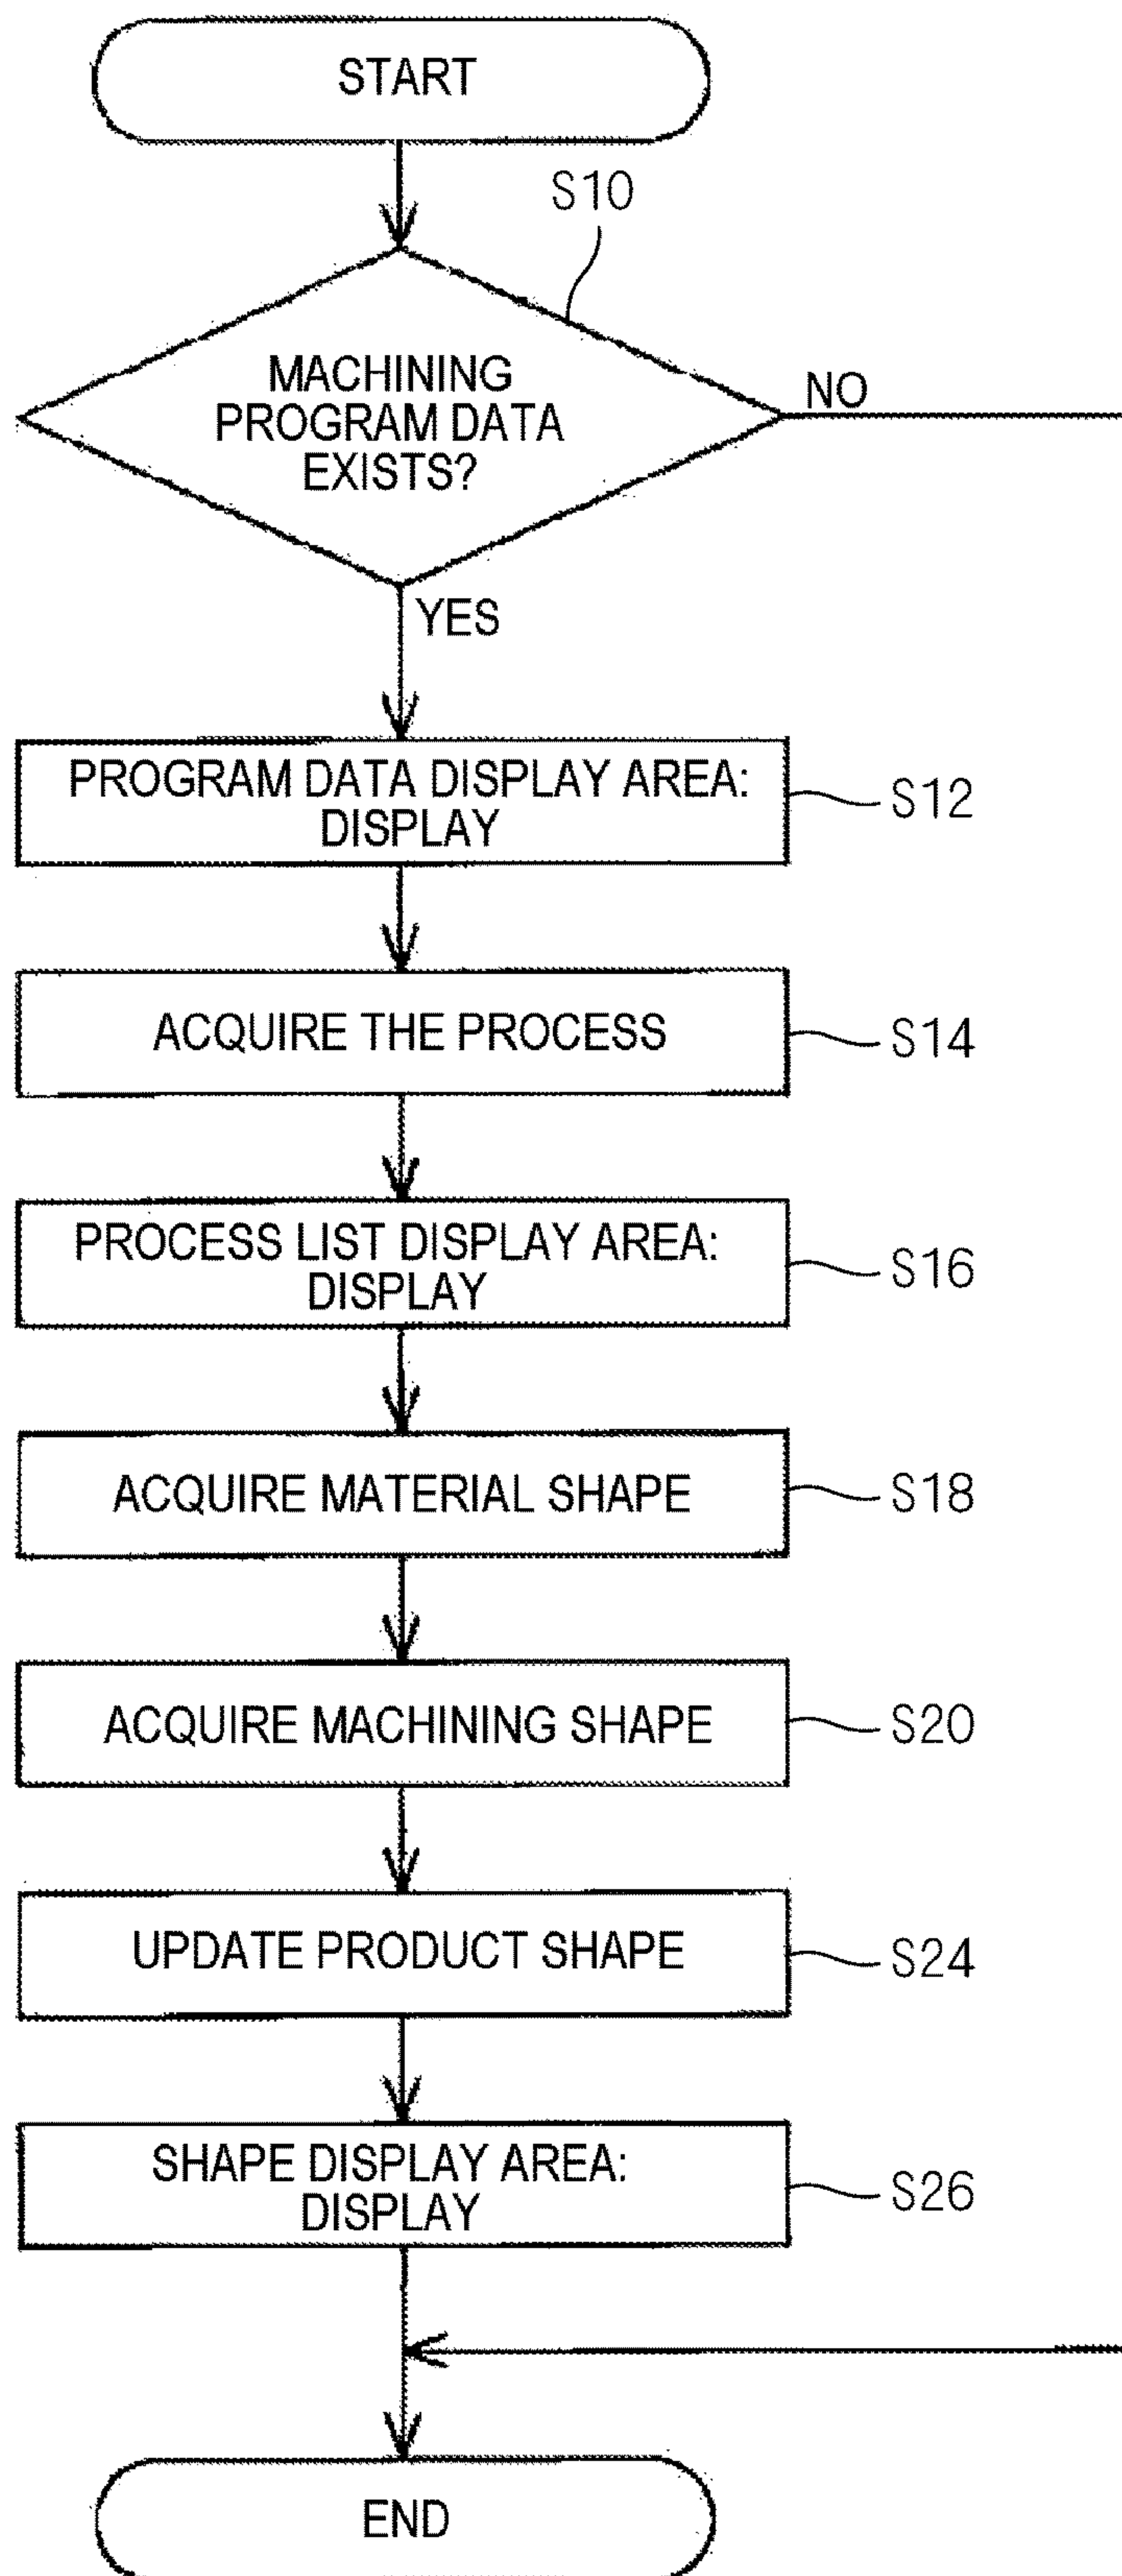 START
S10
MACHINING
PROGRAM DATA
EXISTS?
NO
YES
PROGRAM DATA DISPLAY AREA:
DISPLAY
S12
ACQUIRE THE PROCESS
S14
PROCESS LIST DISPLAY AREA:
DISPLAY
S16
ACQUIRE MATERIAL SHAPE
S18
ACQUIRE MACHINING SHAPE
S20
UPDATE PRODUCT SHAPE
S24
SHAPE DISPLAY AREA:
DISPLAY
S26
END